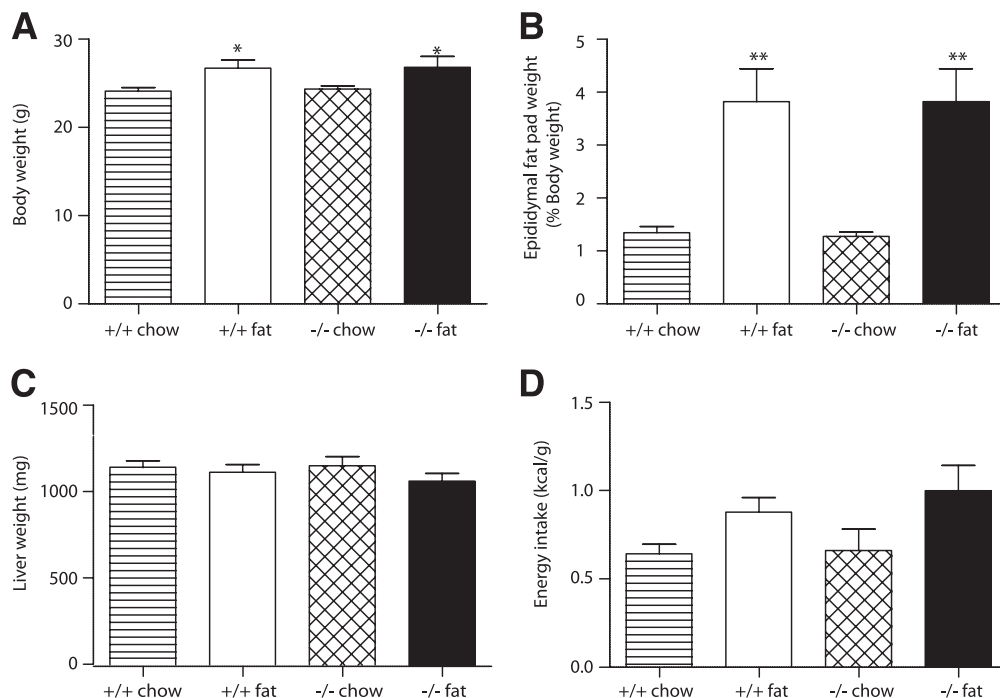 A
Body weight (g)
30
20
10
0
*
*
+/+ chow
+/+ fat
-/- chow
-/- fat
B
Epididymal fat pad weight
(% Body weight)
5
4
3
2
1
0
**
**
+/+ chow
+/+ fat
-/- chow
-/- fat
C
Liver weight (mg)
1500
1000
500
0
+/+ chow
+/+ fat
-/- chow
-/- fat
D
Energy intake (kcal/g)
1.5
1.0
0.5
0.0
+/+ chow
+/+ fat
-/- chow
-/- fat